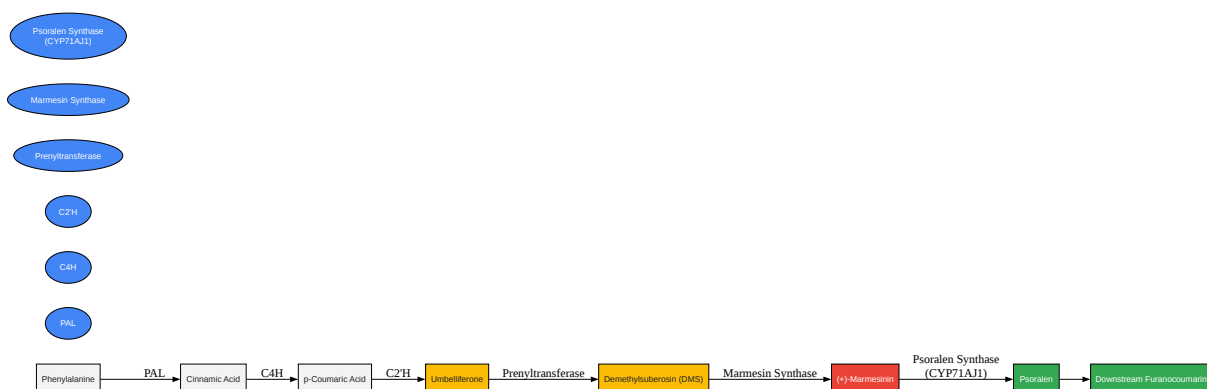 Psoralen Synthase
(CYP71AJ1)
Marmesin Synthase
Prenyltransferase
C2'H
C4H
PAL
Phenylalanine
PAL
Cinnamic Acid
C4H
p-Coumaric Acid
C2'H
Umbelliferone
Prenyltransferase
Demethylsuberosin (DMS)
Marmesin Synthase
(+)-Marmesinin
Psoralen Synthase
(CYP71AJ1)
Psoralen
Downstream Furanocoumarins